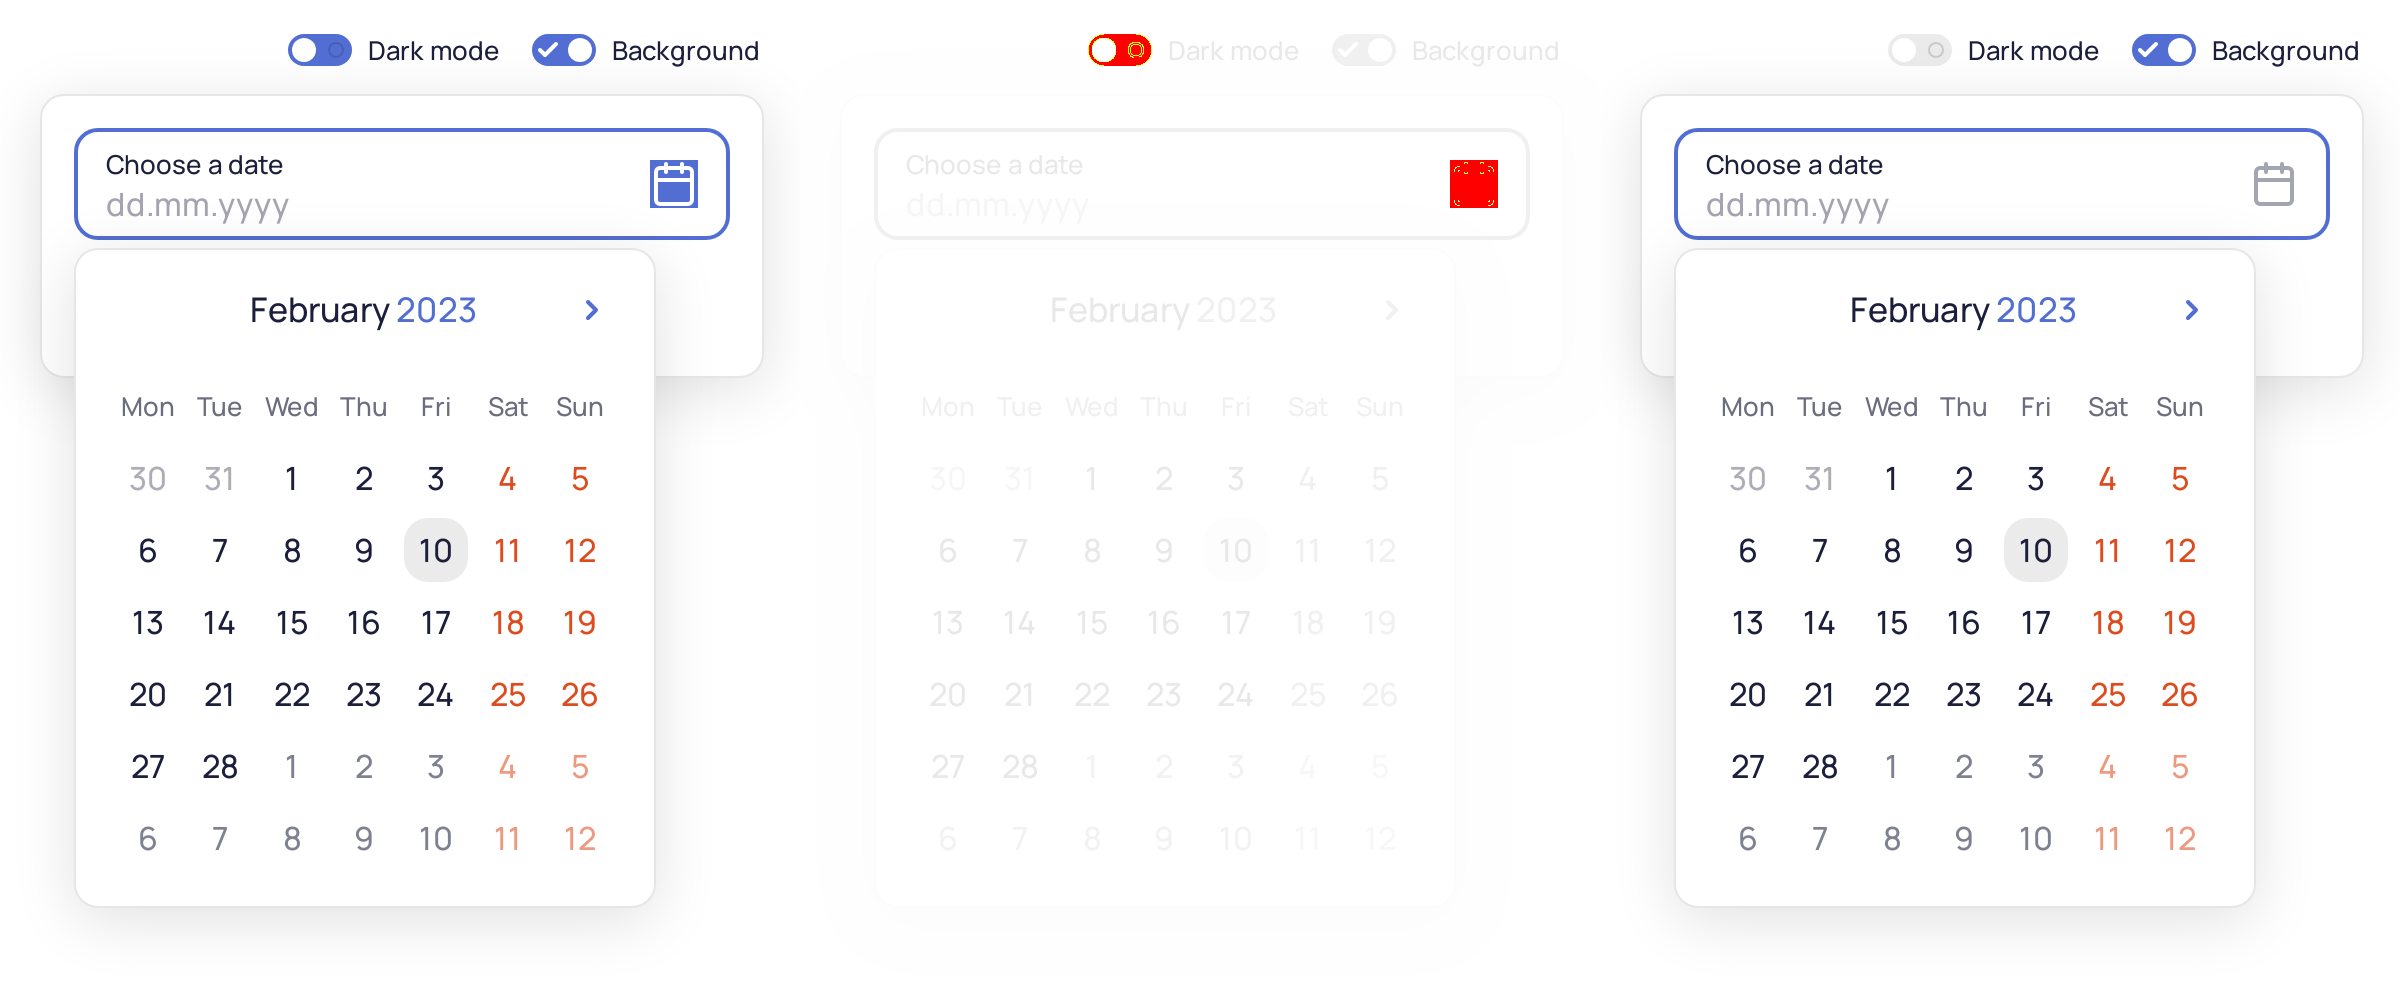 Dark mode Background
Choose a date
dd.mm.yyyy
February 2023
Mon Tue Wed Thu Fri Sat Sun
30 31 1 2 3 4 5
6 7 8 9 10 11 12
13 14 15 16 17 18 19
20 21 22 23 24 25 26
27 28 1 2 3 4 5
6 7 8 9 10 11 12
Dark mode Background
Choose a date
dd.mm.yyyy
February 2023
Mon Tue Wed Thu Fri Sat Sun
30 31 1 2 3 4 5
6 7 8 9 10 11 12
13 14 15 16 17 18 19
20 21 22 23 24 25 26
27 28 1 2 3 4 5
6 7 8 9 10 11 12
Dark mode Background
Choose a date
dd.mm.yyyy
February 2023
Mon Tue Wed Thu Fri Sat Sun
30 31 1 2 3 4 5
6 7 8 9 10 11 12
13 14 15 16 17 18 19
20 21 22 23 24 25 26
27 28 1 2 3 4 5
6 7 8 9 10 11 12